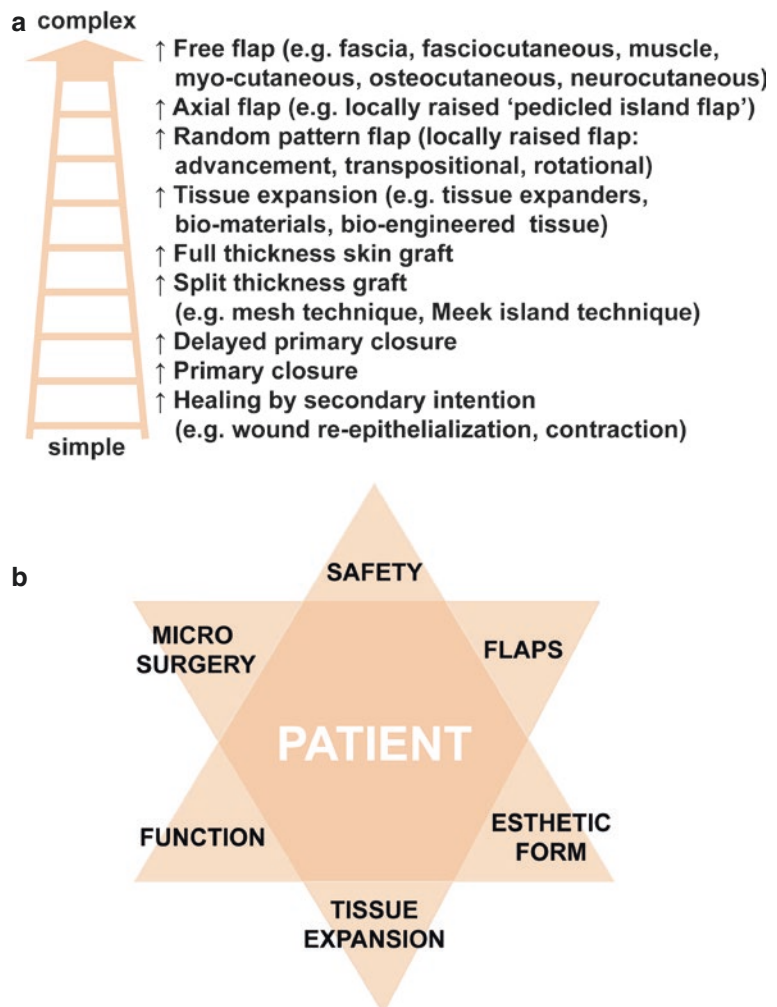 a
complex
↑ Free flap (e.g. fascia, fasciocutaneous, muscle,
myo-cutaneous, osteocutaneous, neurocutaneous)
↑ Axial flap (e.g. locally raised ‘pedicled island flap’)
↑ Random pattern flap (locally raised flap:
advancement, transpositional, rotational)
↑ Tissue expansion (e.g. tissue expanders,
bio-materials, bio-engineered tissue)
↑ Full thickness skin graft
↑ Split thickness graft
(e.g. mesh technique, Meek island technique)
↑ Delayed primary closure
↑ Primary closure
↑ Healing by secondary intention
(e.g. wound re-epithelialization, contraction)
simple
b
SAFETY
MICRO
SURGERY
FLAPS
PATIENT
FUNCTION
ESTHETIC
FORM
TISSUE
EXPANSION